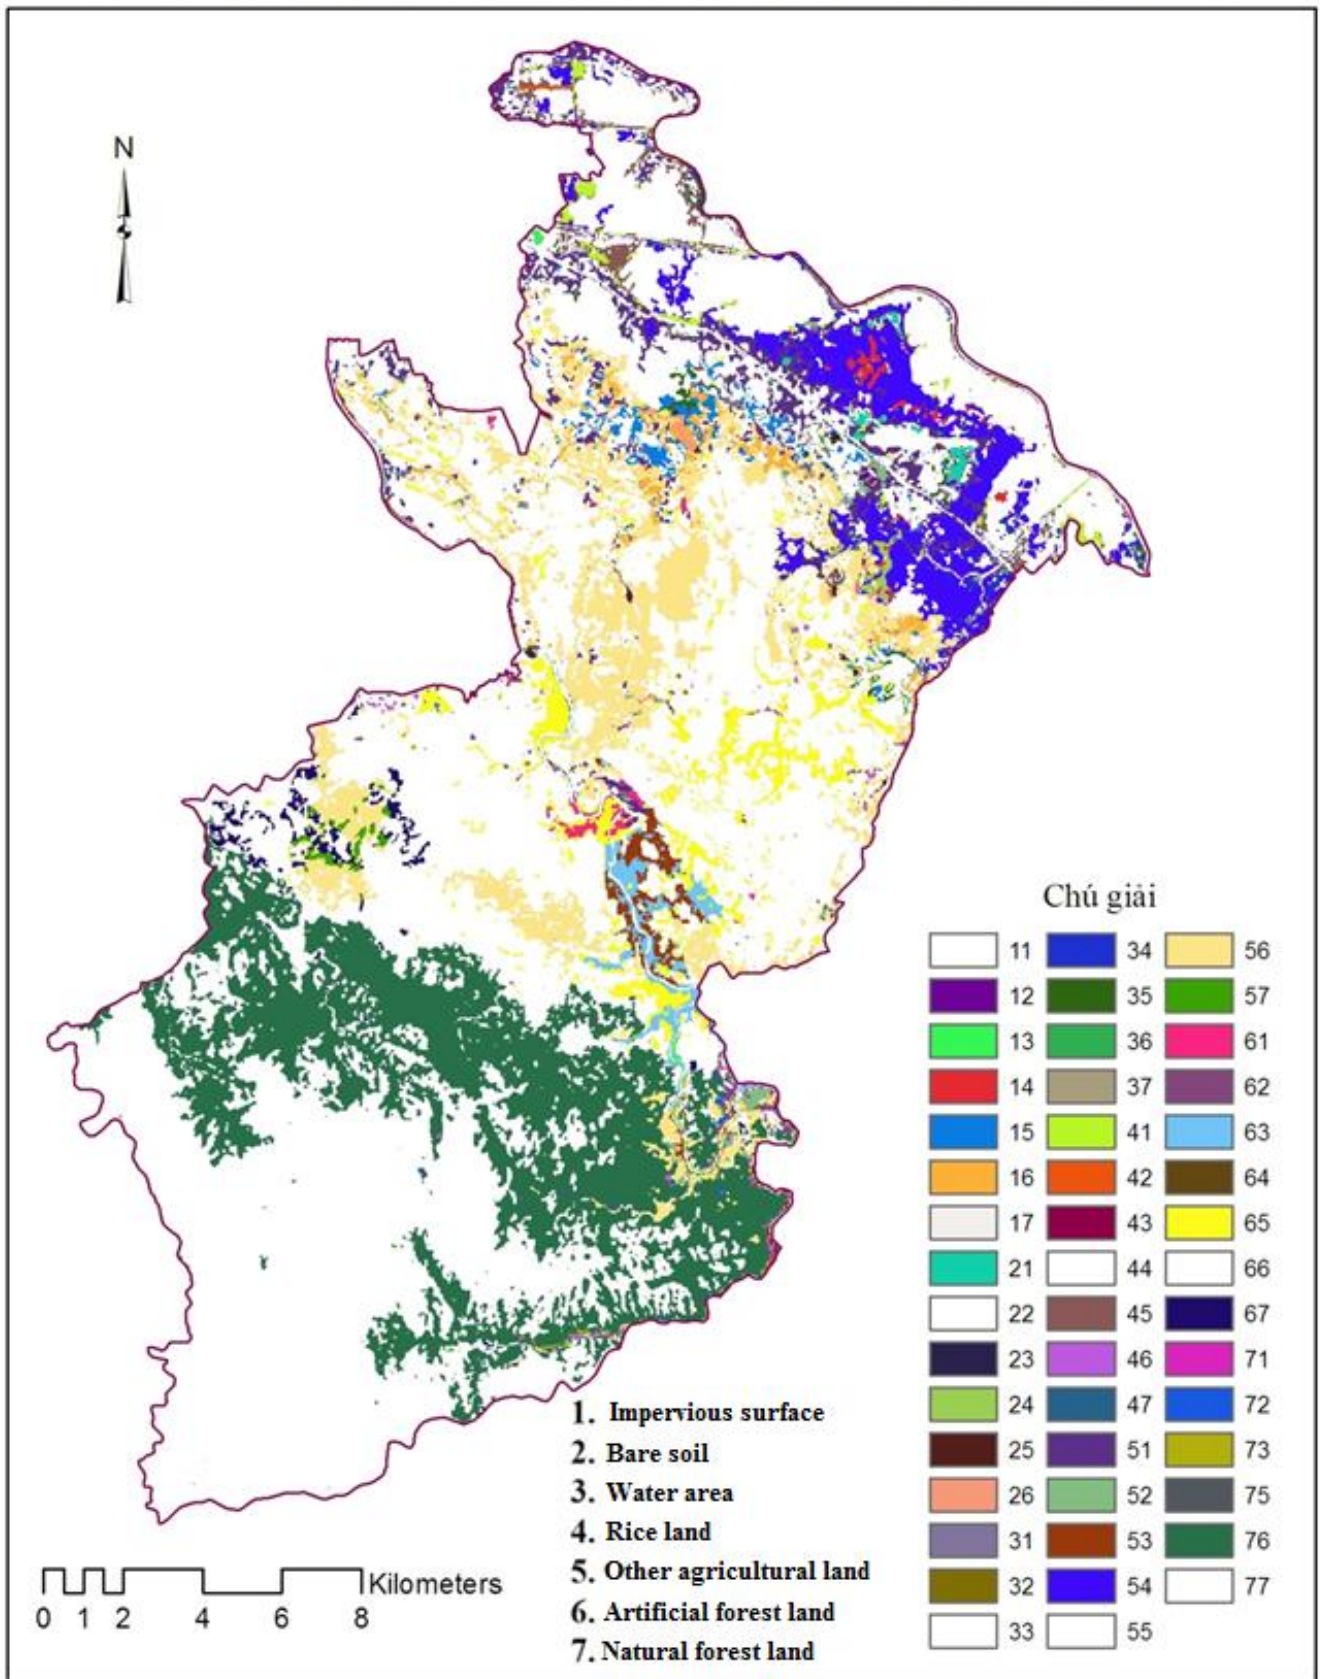 N
Chú giải
11 34 56
12 35 57
13 36 61
14 37 62
15 41 63
16 42 64
17 43 65
21 44 66
22 45 67
23 46 71
24 47 72
25 51 73
26 52 75
31 53 76
32 54 77
33 55
1. Impervious surface
2. Bare soil
3. Water area
4. Rice land
5. Other agricultural land
6. Artificial forest land
7. Natural forest land
Kilometers
0 1 2 4 6 8